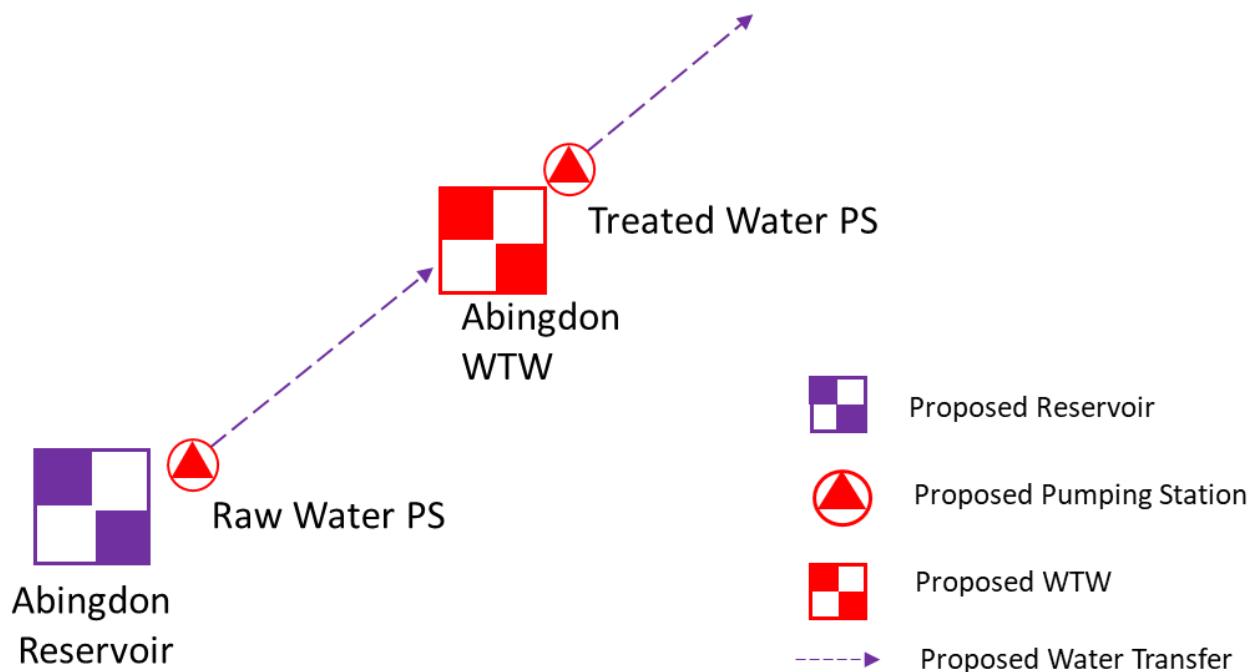 Treated Water PS
Abingdon
WTW
Raw Water PS
Abingdon
Reservoir
Proposed Reservoir
Proposed Pumping Station
Proposed WTW
Proposed Water Transfer